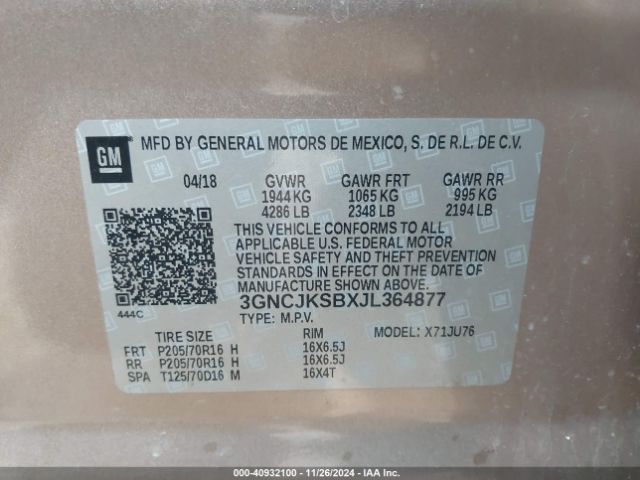 GM
MFD BY GENERAL MOTORS DE MEXICO, S. DE R.L. DE C.V.
04/18 GVWR GAWR FRT GAWR RR
1944 KG 1065 KG 995 KG
4286 LB 2348 LB 2194 LB
THIS VEHICLE CONFORMS TO ALL
APPLICABLE U.S. FEDERAL MOTOR
VEHICLE SAFETY AND THEFT PREVENTION
STANDARDS IN EFFECT ON THE DATE OF
MANUFACTURE SHOWN ABOVE.
444C 3GNCJKSBXJL364877
TYPE: M.P.V.
TIRE SIZE RIM MODEL: X71JU76
FRT P205/70R16 H 16X6.5J
RR P205/70R16 H 16X6.5J
SPA T125/70D16 M 16X4T
000-40932100 - 11/26/2024 - IAA LLC